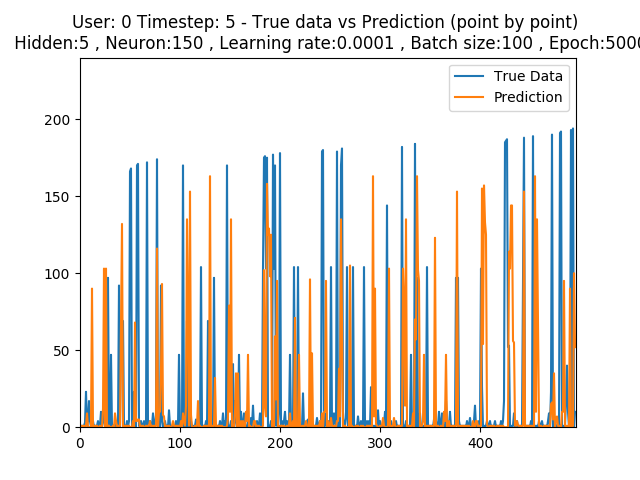 User: 0 Timestep: 5 - True data vs Prediction (point by point)
Hidden:5 , Neuron:150 , Learning rate:0.0001 , Batch size:100 , Epoch:5000
True Data
Prediction
200
150
100
50
0
0 100 200 300 400